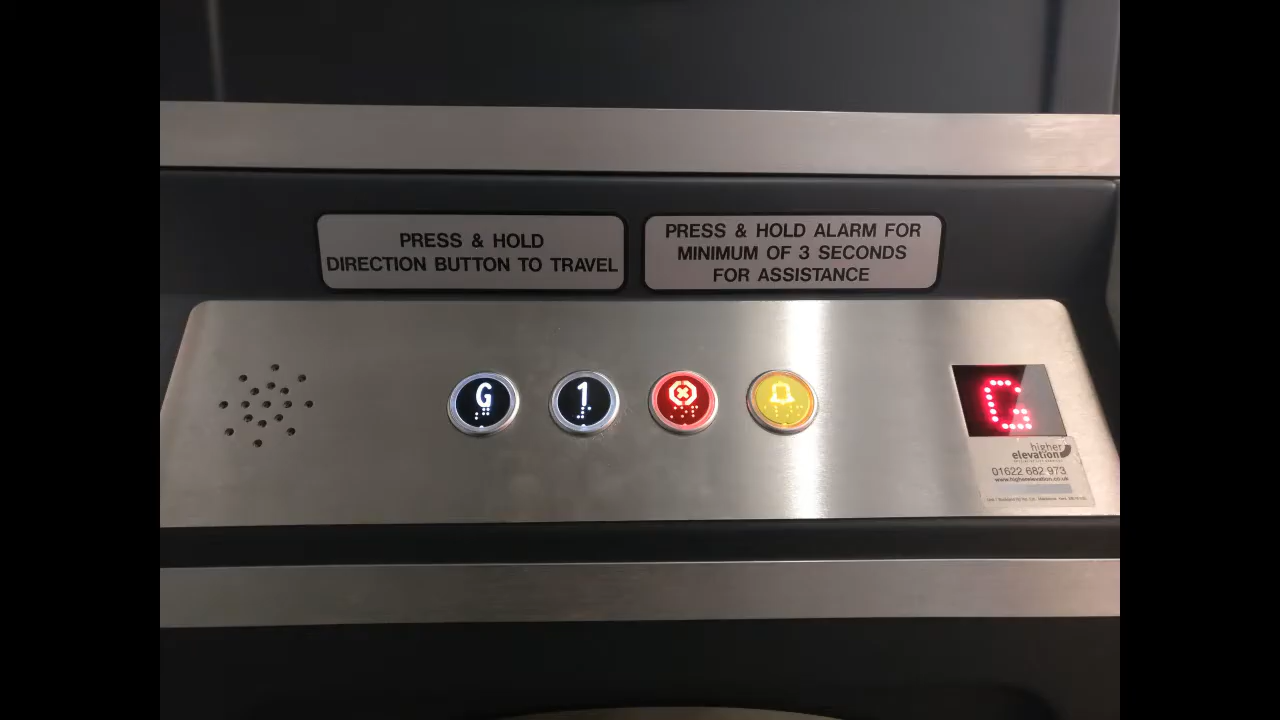 PRESS & HOLD
DIRECTION BUTTON TO TRAVEL
PRESS & HOLD ALARM FOR
MINIMUM OF 3 SECONDS
FOR ASSISTANCE
G
1
G
higher
elevation
01622 682 973
www.higherelevation.co.uk